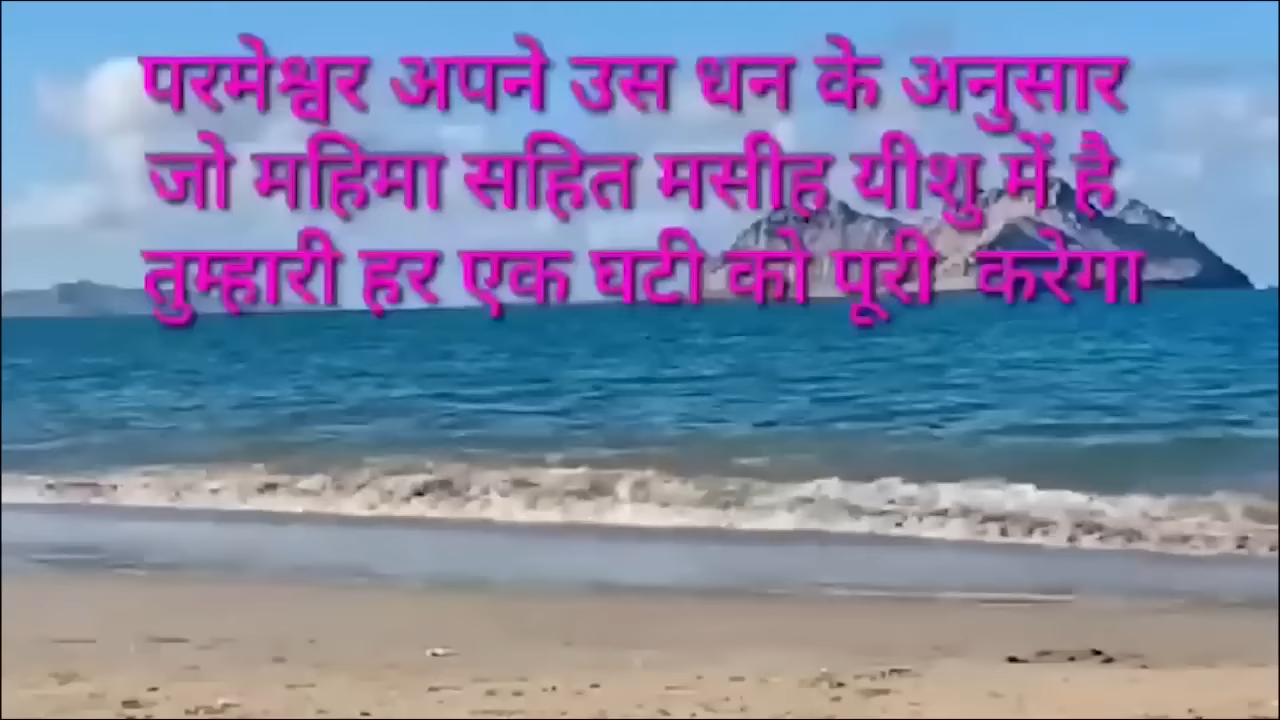 परमेश्वर अपने उस धन के अनुसार
जो महिमा सहित मसीह यीशु में है
तुम्हारी हर एक घटी को पूरी करेगा